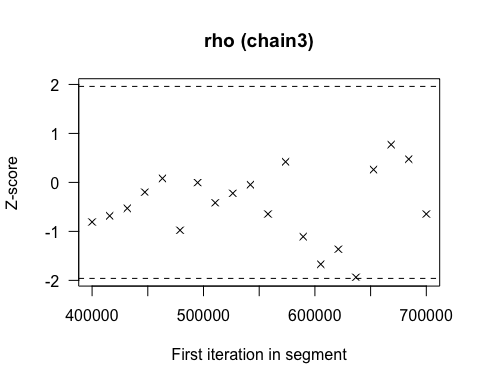 rho (chain3)
Z-score
2
1
0
-1
-2
400000 500000 600000 700000
First iteration in segment